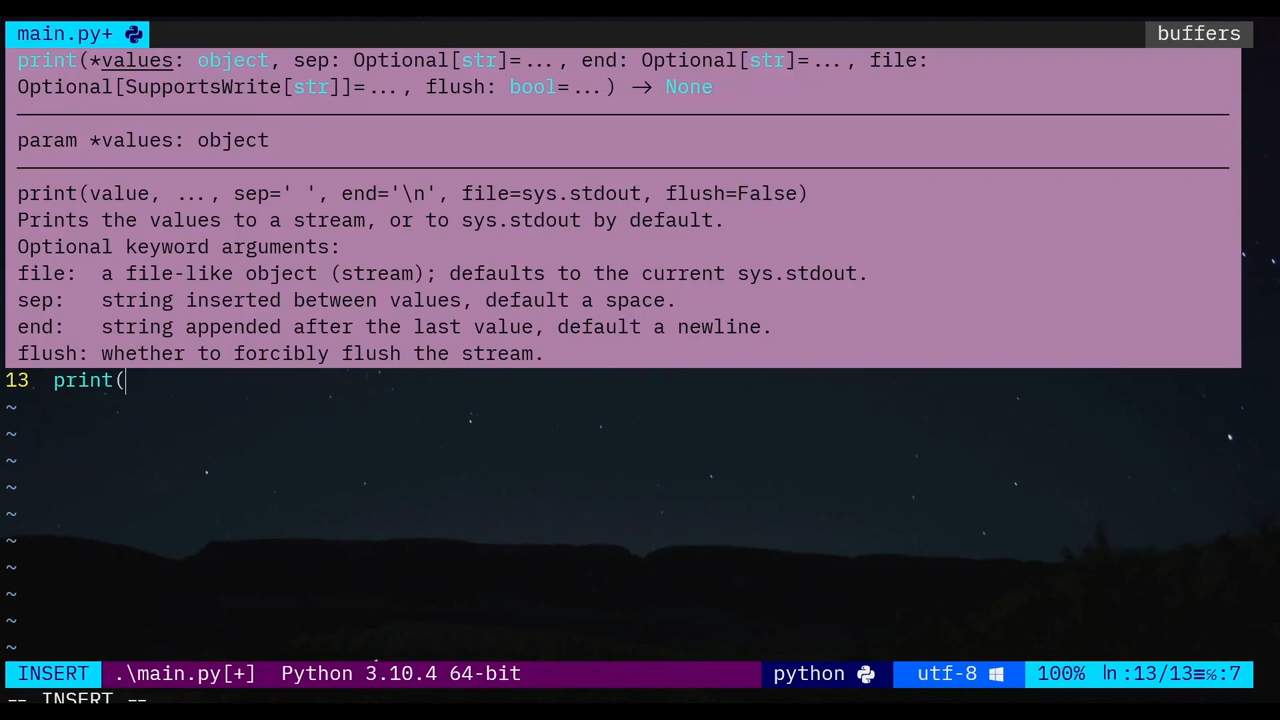 main.py+ buffers
print(*values: object, sep: Optional[str]=..., end: Optional[str]=..., file:
Optional[SupportsWrite[str]]=..., flush: bool=...) → None
param *values: object
print(value, ..., sep=' ', end='\n', file=sys.stdout, flush=False)
Prints the values to a stream, or to sys.stdout by default.
Optional keyword arguments:
file:  a file-like object (stream); defaults to the current sys.stdout.
sep:   string inserted between values, default a space.
end:   string appended after the last value, default a newline.
flush: whether to forcibly flush the stream.
13  print(
~
~
~
~
~
~
~
~
~
~
INSERT  .\main.py[+]  Python 3.10.4 64-bit  python  utf-8  100% ln:13/13≡℅:7
-- INSERT --